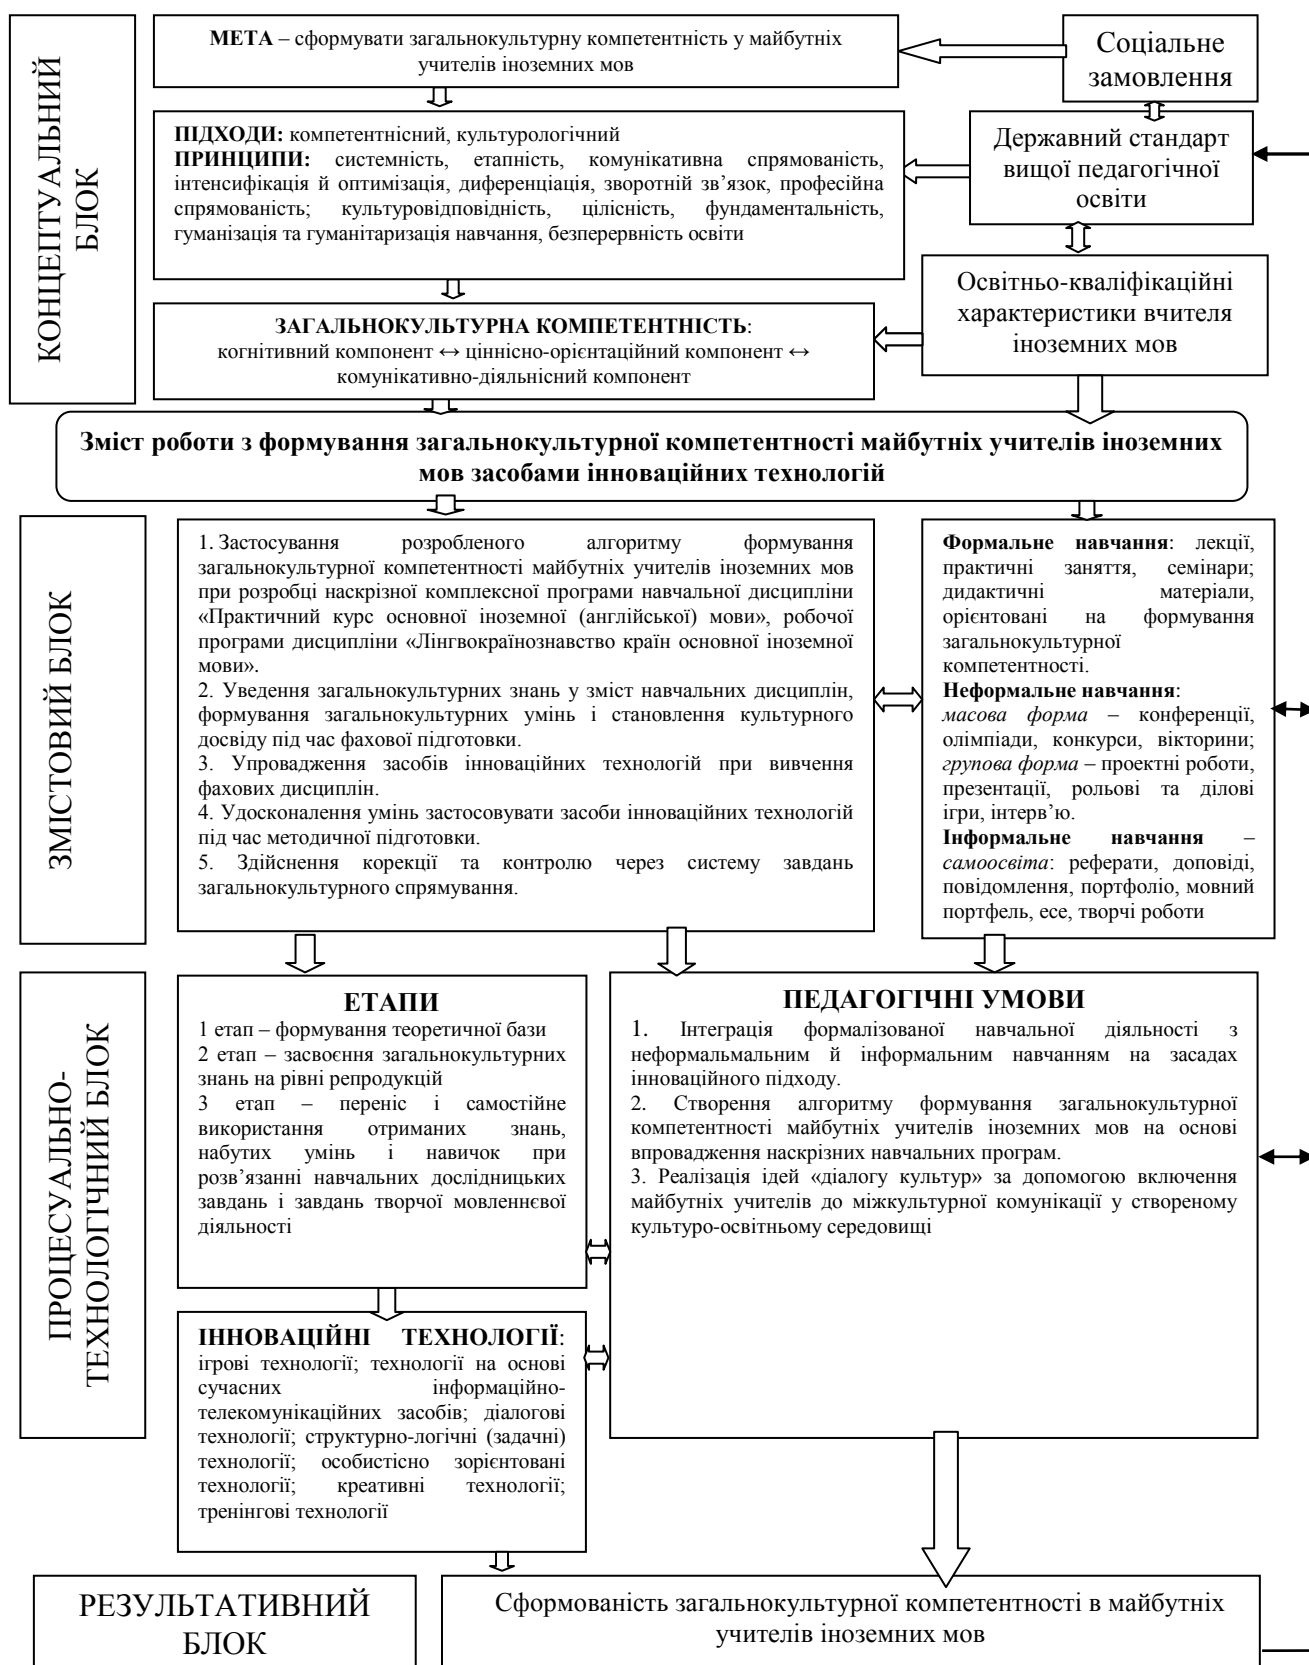 КОНЦЕПТУАЛЬНИЙ
БЛОК
МЕТА – сформувати загальнокультурну компетентність у майбутніх
учителів іноземних мов
Соціальне
замовлення
ПІДХОДИ: компетентнісний, культурологічний
ПРИНЦИПИ: системність, етапність, комунікативна спрямованість,
інтенсифікація й оптимізація, диференціація, зворотній зв’язок, професійна
спрямованість; культуровідповідність, цілісність, фундаментальність,
гуманізація та гуманітаризація навчання, безперервність освіти
Державний стандарт
вищої педагогічної
освіти
ЗАГАЛЬНОКУЛЬТУРНА КОМПЕТЕНТНІСТЬ:
когнітивний компонент ↔ ціннісно-орієнтаційний компонент ↔
комунікативно-діяльнісний компонент
Освітньо-кваліфікаційні
характеристики вчителя
іноземних мов
Зміст роботи з формування загальнокультурної компетентності майбутніх учителів іноземних
мов засобами інноваційних технологій
ЗМІСТОВИЙ БЛОК
1. Застосування розробленого алгоритму формування
загальнокультурної компетентності майбутніх учителів іноземних мов
при розробці наскрізної комплексної програми навчальної дисципліни
«Практичний курс основної іноземної (англійської) мови», робочої
програми дисципліни «Лінгвокраїнознавство країн основної іноземної
мови».
2. Уведення загальнокультурних знань у зміст навчальних дисциплін,
формування загальнокультурних умінь і становлення культурного
досвіду під час фахової підготовки.
3. Упровадження засобів інноваційних технологій при вивчення
фахових дисциплін.
4. Удосконалення умінь застосовувати засоби інноваційних технологій
під час методичної підготовки.
5. Здійснення корекції та контролю через систему завдань
загальнокультурного спрямування.
Формальне навчання: лекції,
практичні заняття, семінари;
дидактичні матеріали,
орієнтовані на формування
загальнокультурної
компетентності.
Неформальне навчання:
масова форма – конференції,
олімпіади, конкурси, вікторини;
групова форма – проектні роботи,
презентації, рольові та ділові
ігри, інтерв’ю.
Інформальне навчання –
самоосвіта: реферати, доповіді,
повідомлення, портфоліо, мовний
портфель, есе, творчі роботи
ПРОЦЕСУАЛЬНО-
ТЕХНОЛОГІЧНИЙ БЛОК
ЕТАПИ
1 етап – формування теоретичної бази
2 етап – засвоєння загальнокультурних
знань на рівні репродукцій
3 етап – переніс і самостійне
використання отриманих знань,
набутих умінь і навичок при
розв’язанні навчальних дослідницьких
завдань і завдань творчої мовленнєвої
діяльності
ПЕДАГОГІЧНІ УМОВИ
1. Інтеграція формалізованої навчальної діяльності з
неформальмальним й інформальним навчанням на засадах
інноваційного підходу.
2. Створення алгоритму формування загальнокультурної
компетентності майбутніх учителів іноземних мов на основі
впровадження наскрізних навчальних програм.
3. Реалізація ідей «діалогу культур» за допомогою включення
майбутніх учителів до міжкультурної комунікації у створеному
культуро-освітньому середовищі
ІННОВАЦІЙНІ ТЕХНОЛОГІЇ:
ігрові технології; технології на основі
сучасних інформаційно-
телекомунікаційних засобів; діалогові
технології; структурно-логічні (задачні)
технології; особистісно зорієнтовані
технології; креативні технології;
тренінгові технології
РЕЗУЛЬТАТИВНИЙ
БЛОК
Сформованість загальнокультурної компетентності в майбутніх
учителів іноземних мов